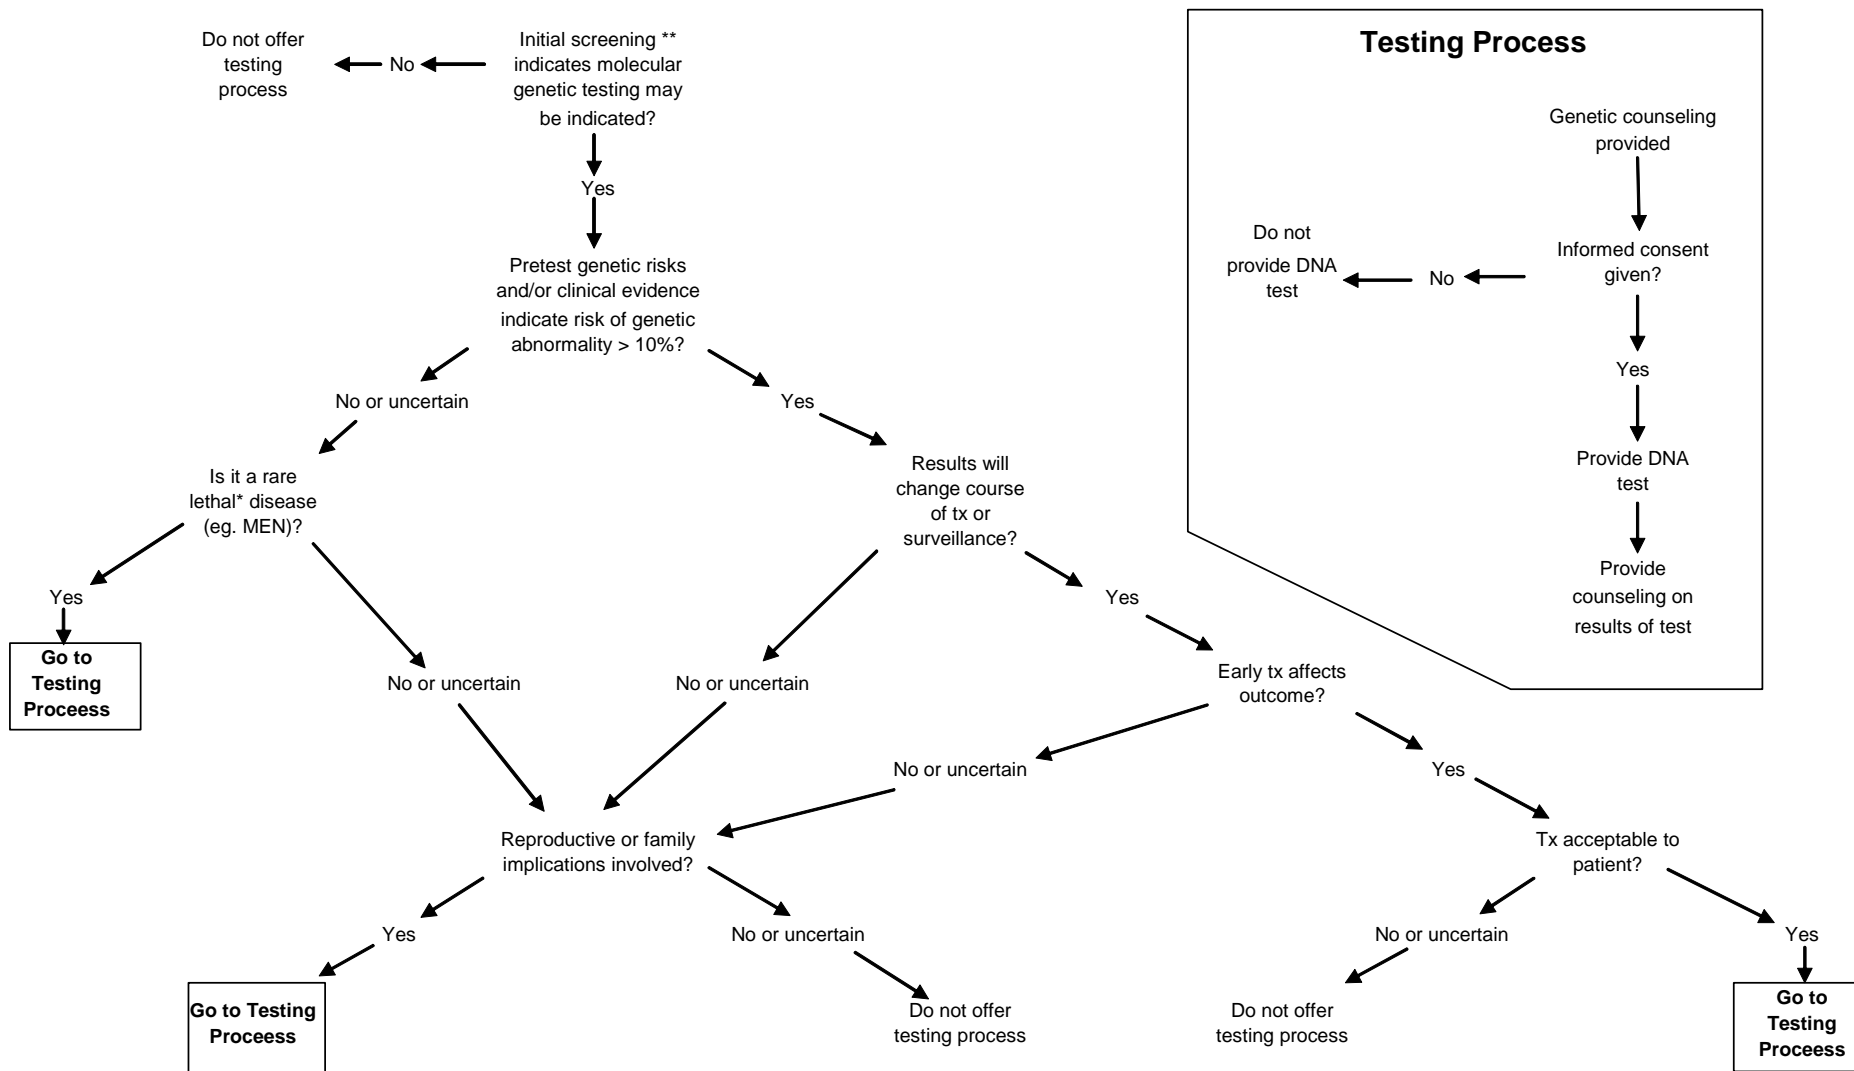 Do not offer
testing
process
No
Initial screening **
indicates molecular
genetic testing may
be indicated?
Yes
Pretest genetic risks
and/or clinical evidence
indicate risk of genetic
abnormality > 10%?
No or uncertain
Yes
Is it a rare
lethal* disease
(eg. MEN)?
Results will
change course
of tx or
surveillance?
Yes
Go to
Testing
Proceess
No or uncertain
No or uncertain
Yes
Early tx affects
outcome?
No or uncertain
Yes
Reproductive or family
implications involved?
Tx acceptable to
patient?
Yes
No or uncertain
No or uncertain
Yes
Go to Testing
Proceess
Do not offer
testing process
Do not offer
testing process
Go to
Testing
Proceess
Testing Process
Genetic counseling
provided
Informed consent
given?
No
Do not
provide DNA
test
Yes
Provide DNA
test
Provide
counseling on
results of test